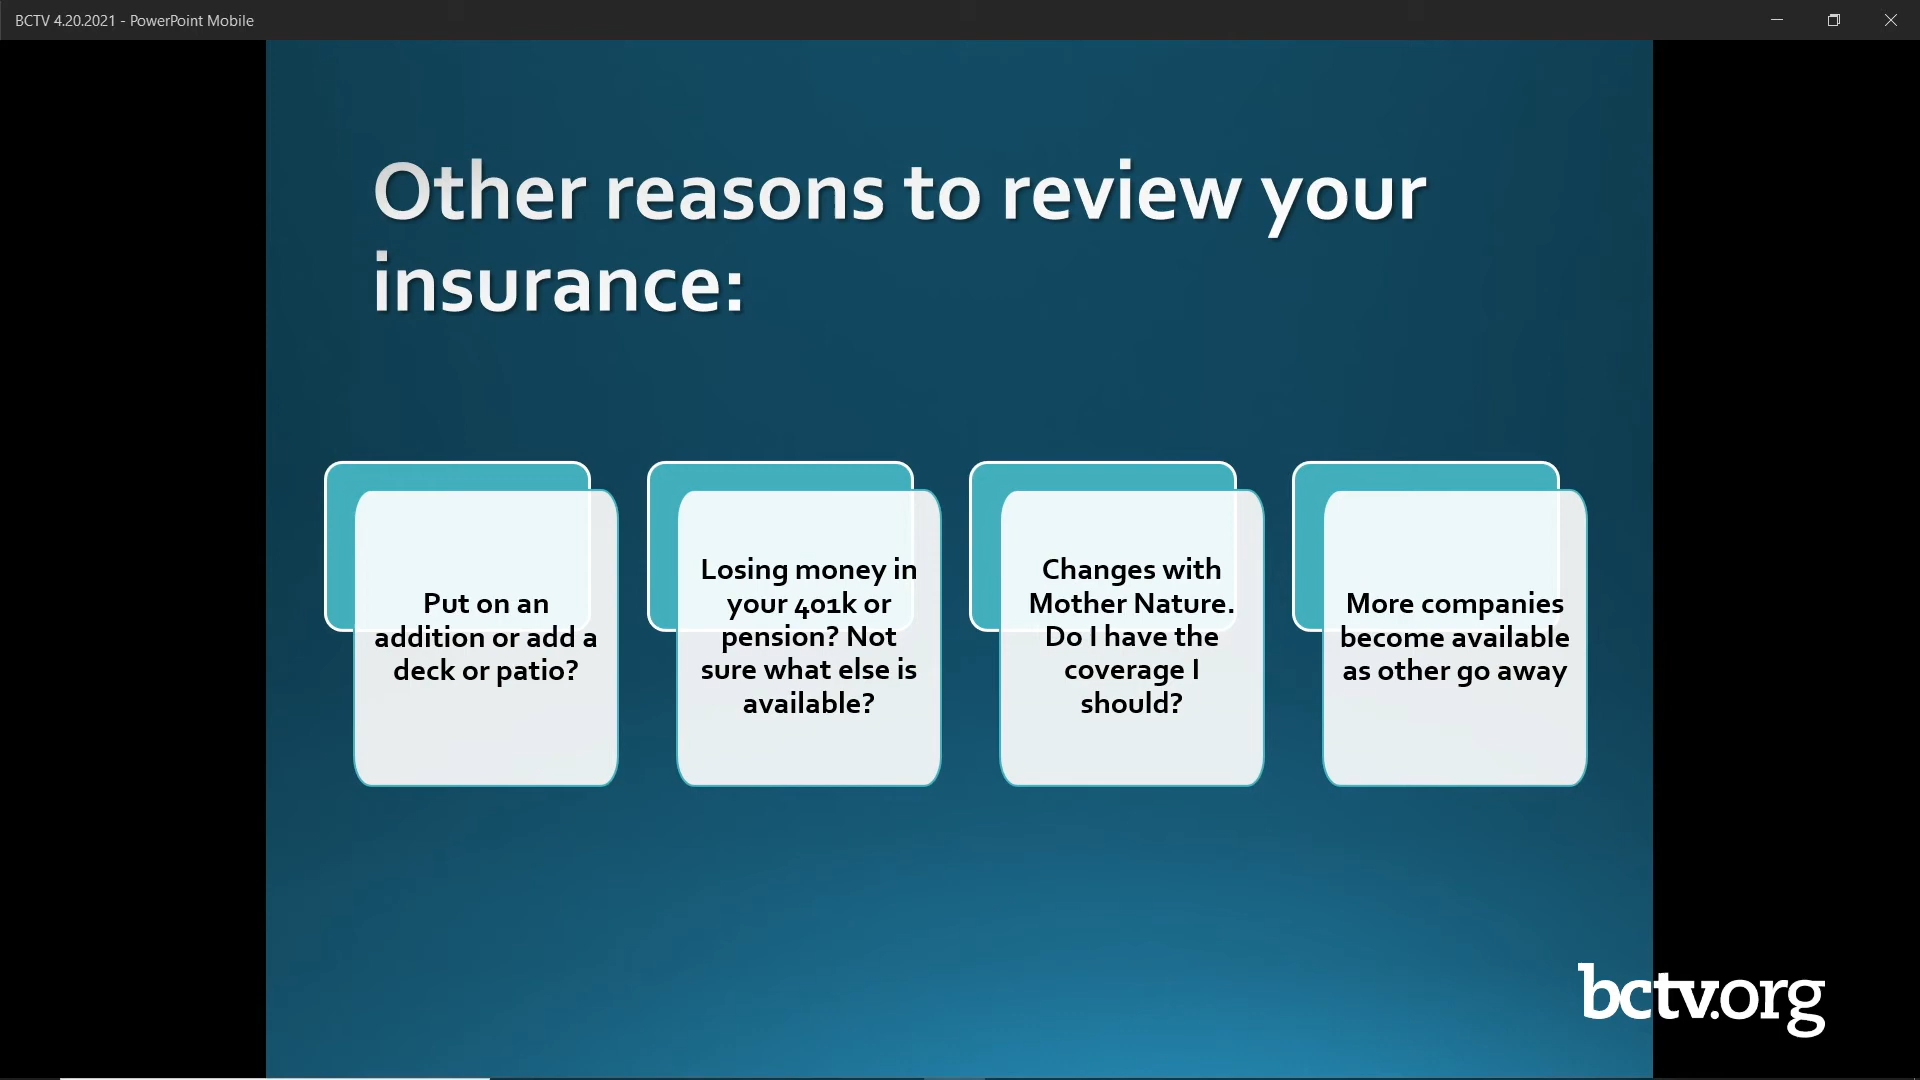 BCTV 4.20.2021 - PowerPoint Mobile
Other reasons to review your
insurance:
Put on an
addition or add a
deck or patio?
Losing money in
your 401k or
pension? Not
sure what else is
available?
Changes with
Mother Nature.
Do I have the
coverage I
should?
More companies
become available
as other go away
bctv.org